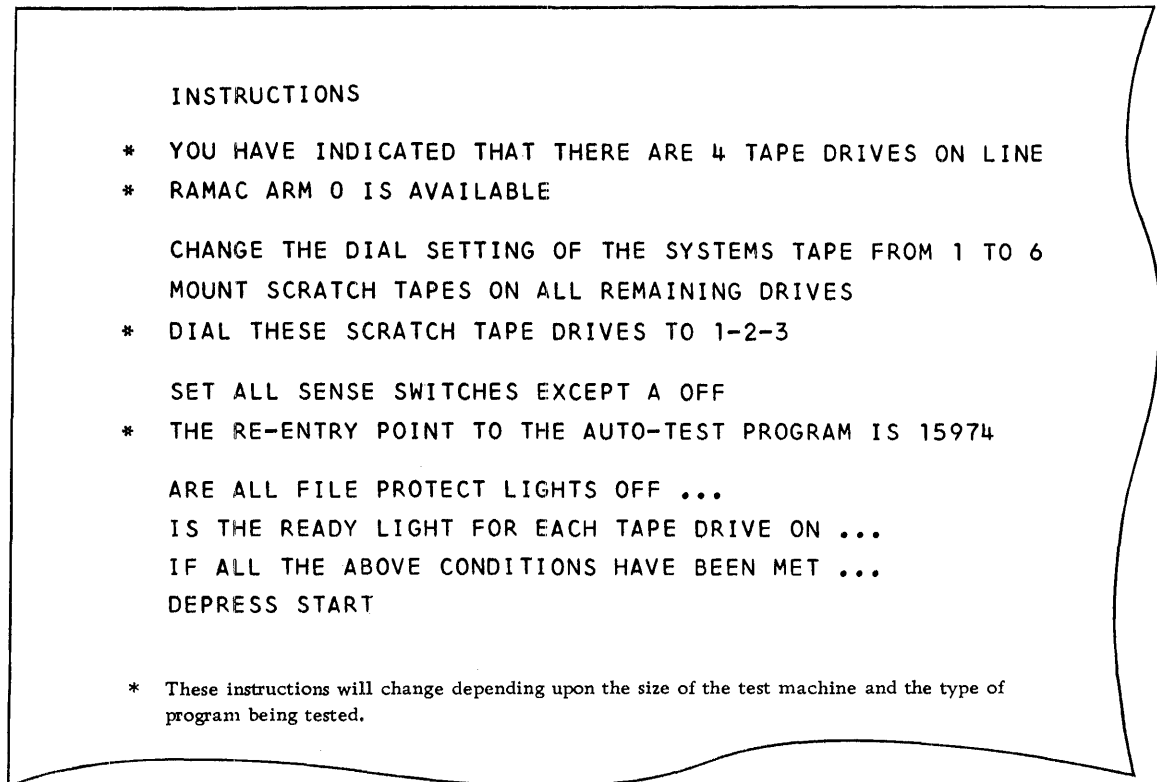 INSTRUCTIONS
* YOU HAVE INDICATED THAT THERE ARE 4 TAPE DRIVES ON LINE
* RAMAC ARM 0 IS AVAILABLE
CHANGE THE DIAL SETTING OF THE SYSTEMS TAPE FROM 1 TO 6
MOUNT SCRATCH TAPES ON ALL REMAINING DRIVES
* DIAL THESE SCRATCH TAPE DRIVES TO 1-2-3
SET ALL SENSE SWITCHES EXCEPT A OFF
* THE RE-ENTRY POINT TO THE AUTO-TEST PROGRAM IS 15974
ARE ALL FILE PROTECT LIGHTS OFF ...
IS THE READY LIGHT FOR EACH TAPE DRIVE ON ...
IF ALL THE ABOVE CONDITIONS HAVE BEEN MET ...
DEPRESS START
* These instructions will change depending upon the size of the test machine and the type of
program being tested.